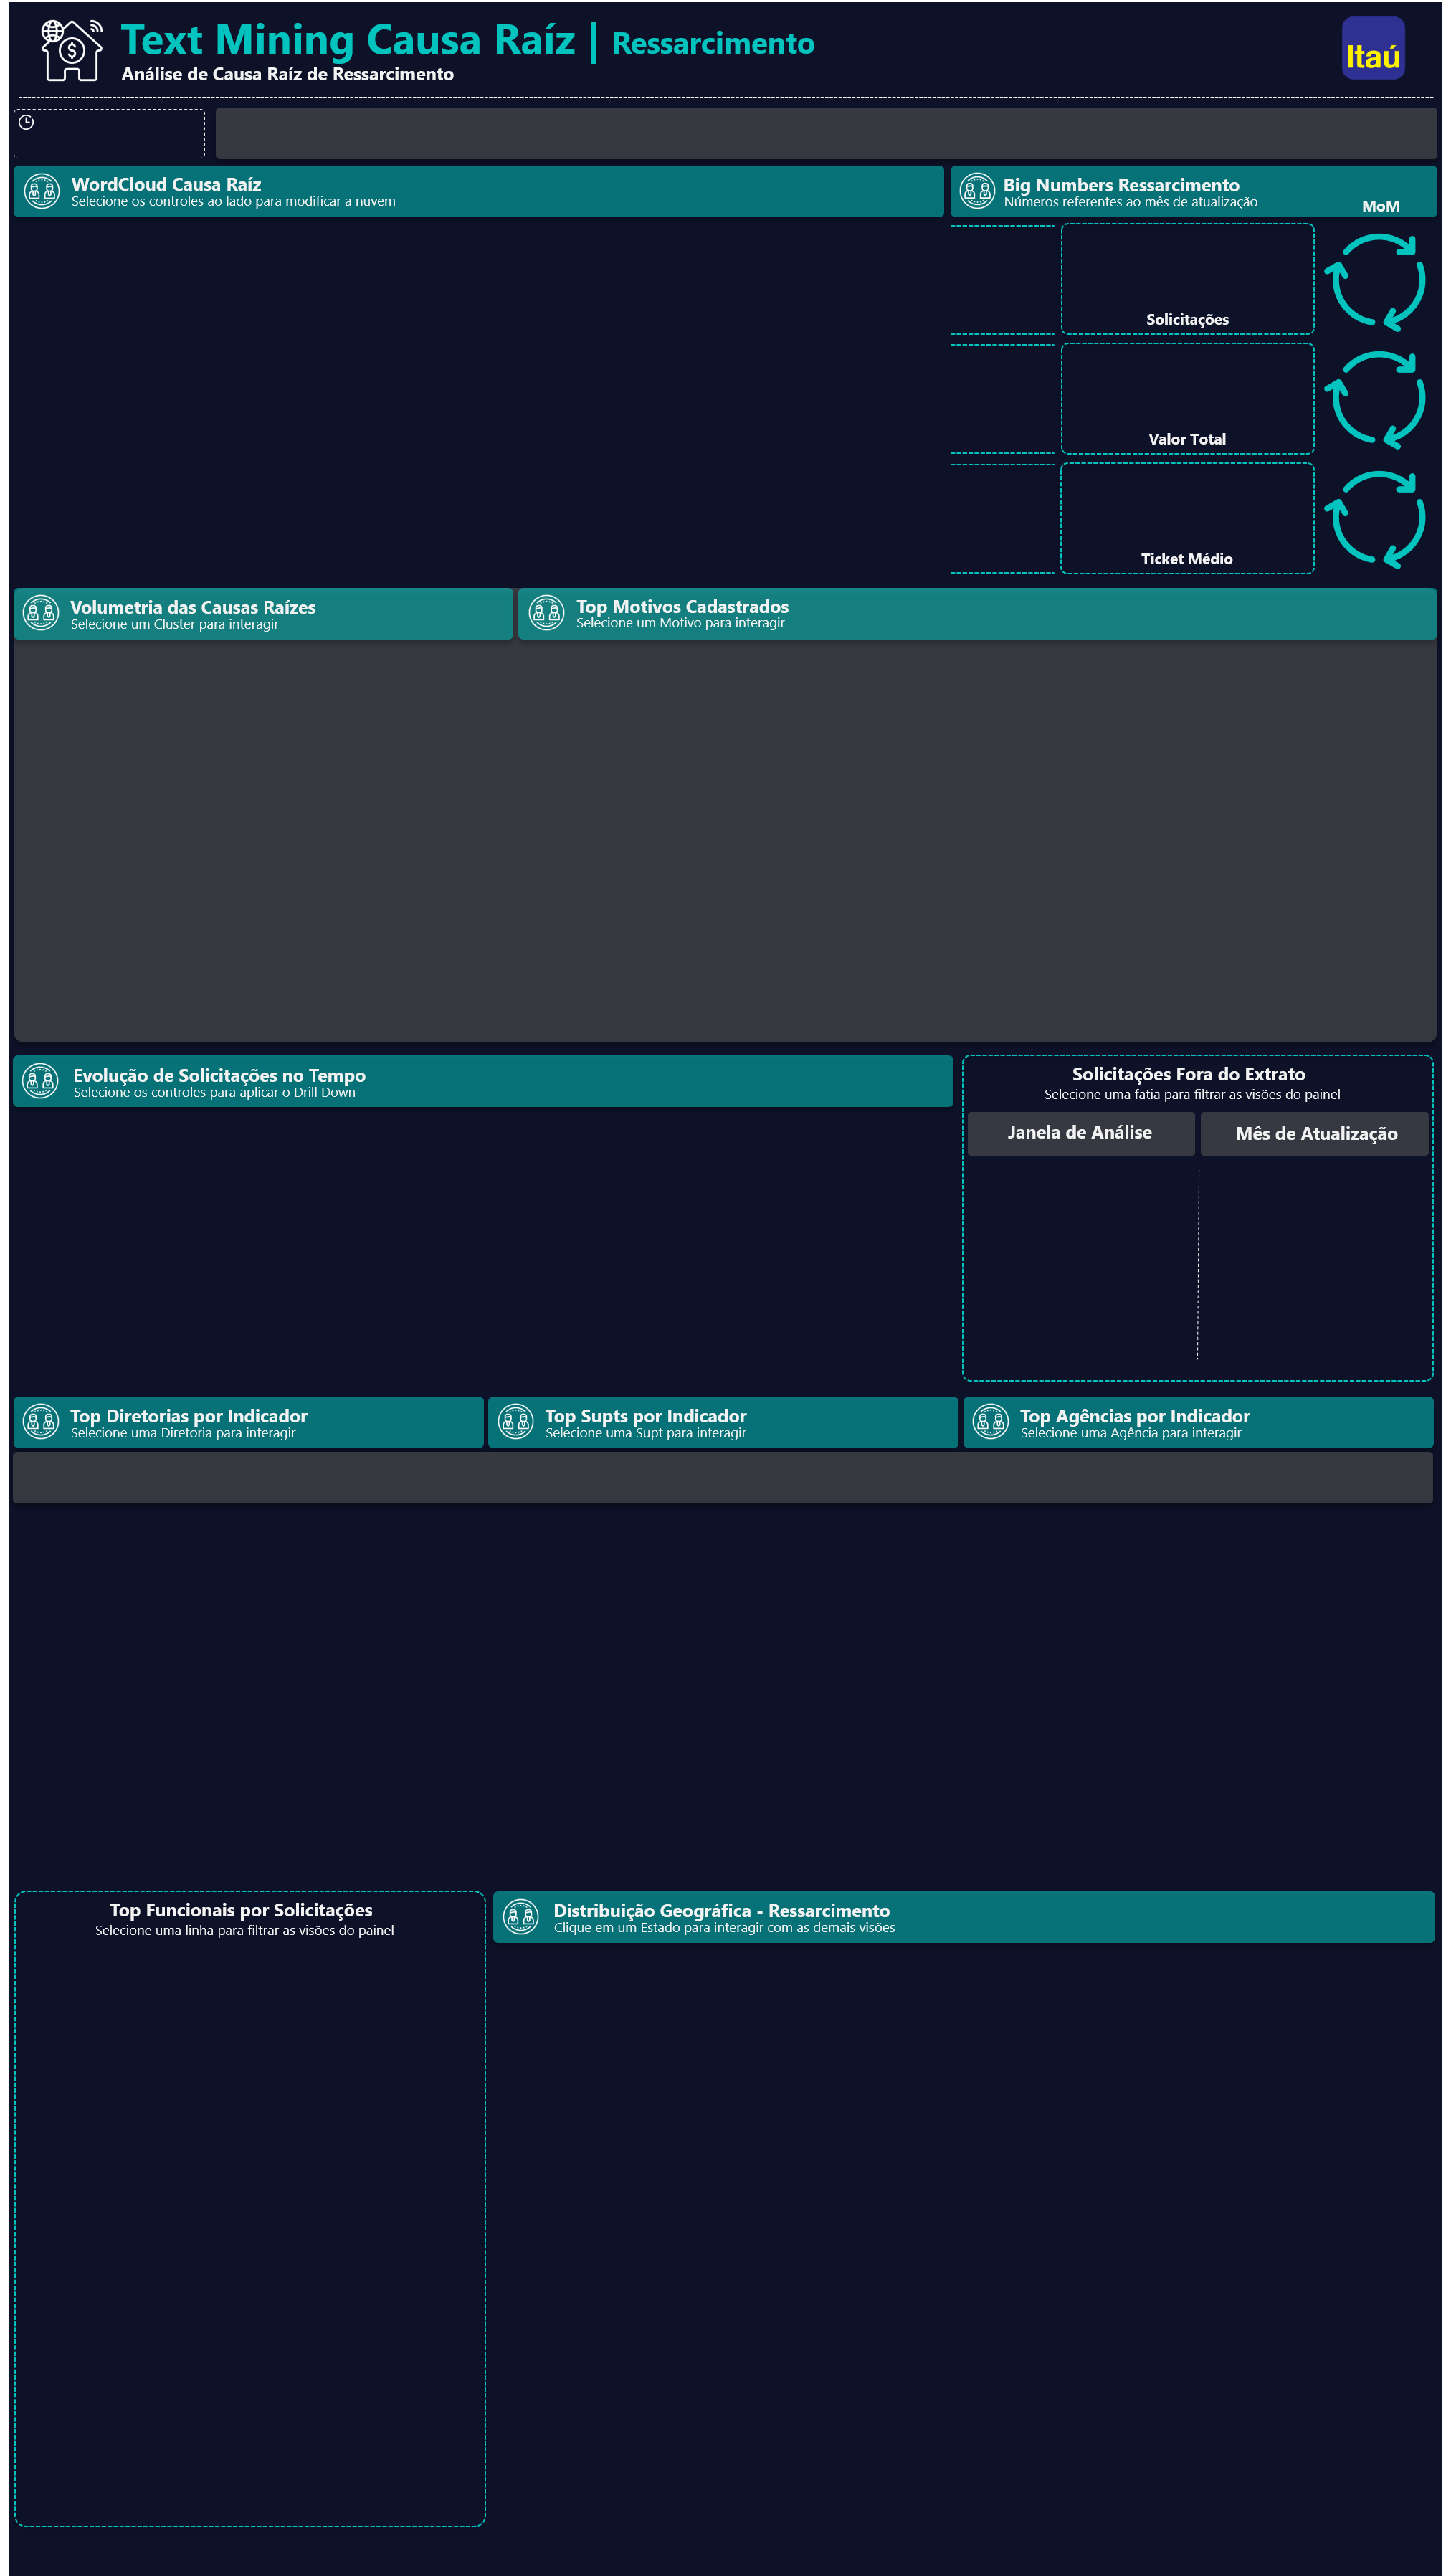 Text Mining Causa Raíz | Ressarcimento
Análise de Causa Raíz de Ressarcimento
Itaú
WordCloud Causa Raíz
Selecione os controles ao lado para modificar a nuvem
Big Numbers Ressarcimento
Números referentes ao mês de atualização
MoM
Solicitações
Valor Total
Ticket Médio
Volumetria das Causas Raízes
Selecione um Cluster para interagir
Top Motivos Cadastrados
Selecione um Motivo para interagir
Evolução de Solicitações no Tempo
Selecione os controles para aplicar o Drill Down
Solicitações Fora do Extrato
Selecione uma fatia para filtrar as visões do painel
Janela de Análise
Mês de Atualização
Top Diretorias por Indicador
Selecione uma Diretoria para interagir
Top Supts por Indicador
Selecione uma Supt para interagir
Top Agências por Indicador
Selecione uma Agência para interagir
Top Funcionais por Solicitações
Selecione uma linha para filtrar as visões do painel
Distribuição Geográfica - Ressarcimento
Clique em um Estado para interagir com as demais visões